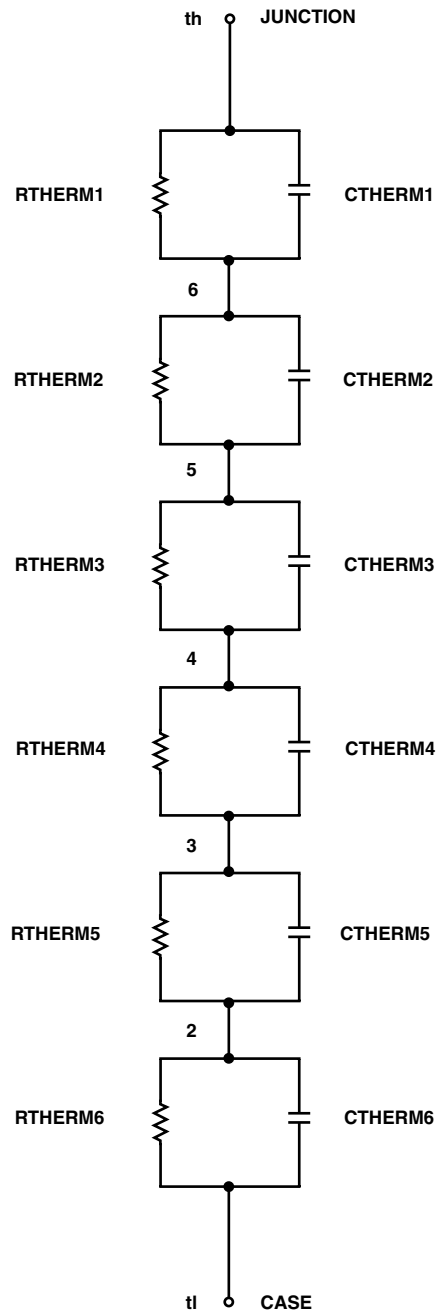 th JUNCTION
RTHERM1 CTHERM1
6
RTHERM2 CTHERM2
5
RTHERM3 CTHERM3
4
RTHERM4 CTHERM4
3
RTHERM5 CTHERM5
2
RTHERM6 CTHERM6
tl CASE